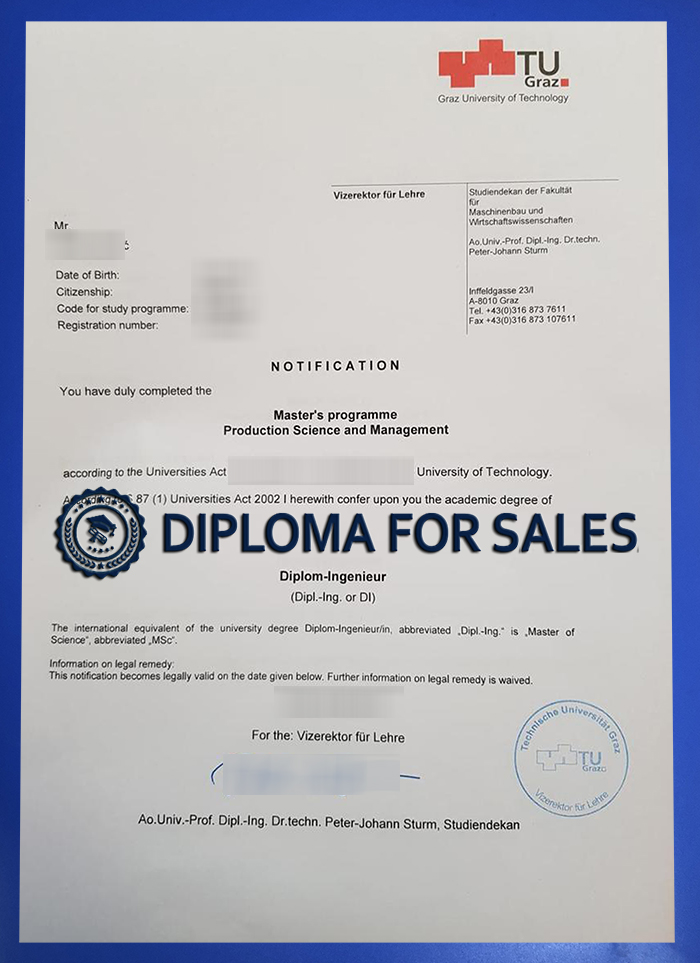 TU
Graz
Graz University of Technology
Vizerektor für Lehre
Studiendekan der Fakultät
für
Maschinenbau und
Wirtschaftswissenschaften
Ao.Univ.-Prof. Dipl.-Ing. Dr.techn.
Peter-Johann Sturm
Inffeldgasse 23/I
A-8010 Graz
Tel. +43(0)316 873 7611
Fax +43(0)316 873 107611
Mr
Date of Birth:
Citizenship:
Code for study programme:
Registration number:
NOTIFICATION
You have duly completed the
Master's programme
Production Science and Management
according to the Universities Act University of Technology.
87 (1) Universities Act 2002 I herewith confer upon you the academic degree of
DIPLOMA FOR SALES
Diplom-Ingenieur
(Dipl.-Ing. or DI)
The international equivalent of the university degree Diplom-Ingenieur/in, abbreviated „Dipl.-Ing.“ is „Master of
Science“, abbreviated „MSc“.
Information on legal remedy:
This notification becomes legally valid on the date given below. Further information on legal remedy is waived.
For the: Vizerektor für Lehre
Technische Universität Graz
TU
Graz
Vizerektor für Lehre
Ao.Univ.-Prof. Dipl.-Ing. Dr.techn. Peter-Johann Sturm, Studiendekan